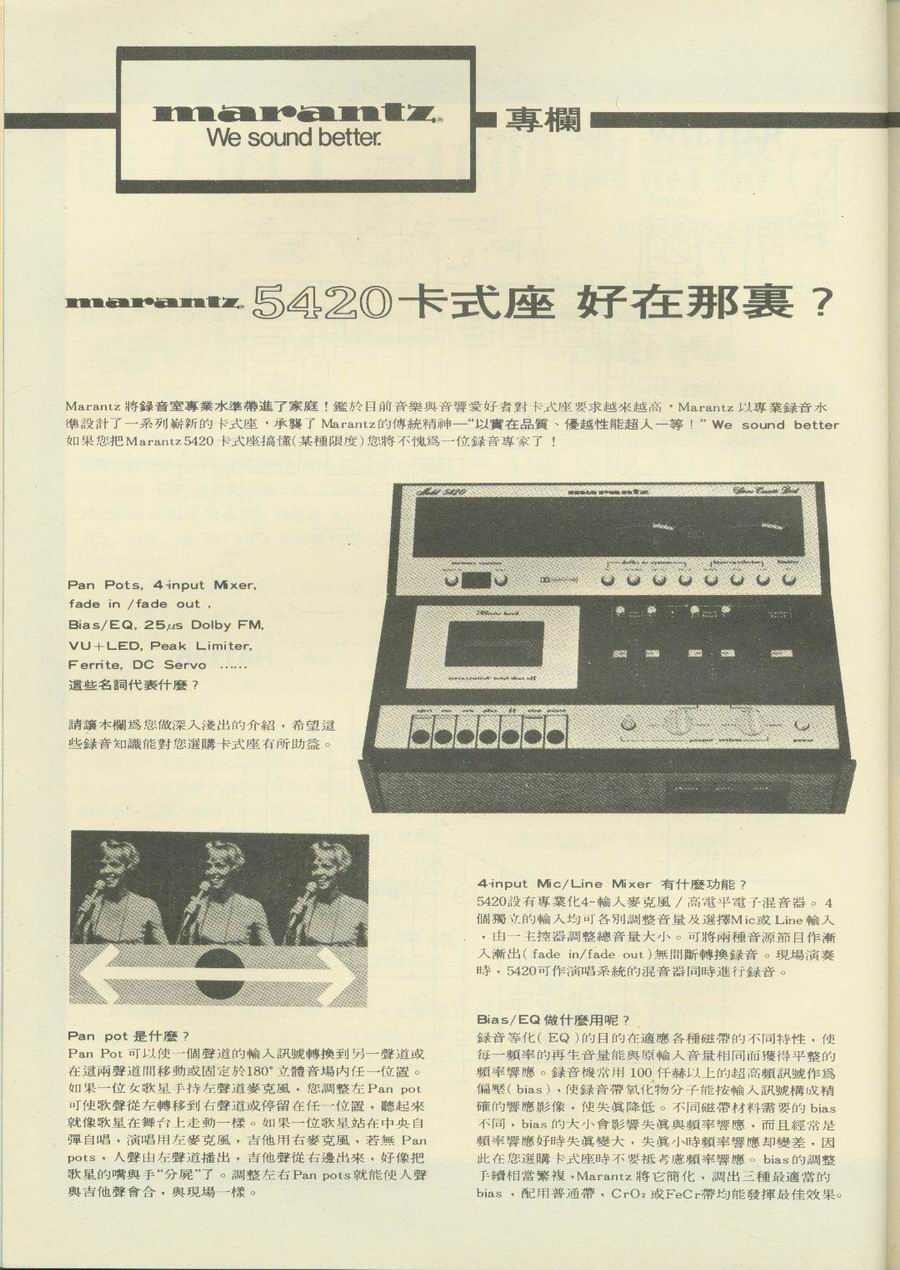 marantz®
We sound better.
專欄
marantz® 5420卡式座 好在那裏？
Marantz 將錄音室專業水準帶進了家庭！鑑於目前音樂與音響愛好者對卡式座要求越來越高，Marantz 以專業錄音水
準設計了一系列嶄新的卡式座，承襲了 Marantz的傳統精神—“以實在品質、優越性能超人一等！” We sound better
如果您把Marantz 5420 卡式座搞懂(某種限度)您將不愧爲一位錄音專家了！
Model 5420
marantz
Stereo Cassette Deck
Pan Pots, 4-input Mixer,
fade in /fade out ,
Bias/EQ, 25μs Dolby FM,
VU+LED, Peak Limiter,
Ferrite, DC Servo ……
這些名詞代表什麼？
請讓本欄爲您做深入淺出的介紹，希望這
些錄音知識能對您選購卡式座有所助益。
Pan pot 是什麼？
Pan Pot 可以使一個聲道的輸入訊號轉換到另一聲道或
在這兩聲道間移動或固定於180°立體音場內任一位置。
如果一位女歌星手持左聲道麥克風，您調整左Pan pot
可使歌聲從左轉移到右聲道或停留在任一位置，聽起來
就像歌星在舞台上走動一樣。如果一位歌星站在中央自
彈自唱，演唱用左麥克風，吉他用右麥克風，若無 Pan
pots，人聲由左聲道播出，吉他聲從右邊出來，好像把
歌星的嘴與手“分屍”了。調整左右Pan pots就能使人聲
與吉他聲會合，與現場一樣。
4-input Mic/Line Mixer 有什麼功能？
5420設有專業化4-輸入麥克風／高電平電子混音器。4
個獨立的輸入均可各別調整音量及選擇Mic或 Line 輸入
，由一主控器調整總音量大小。可將兩種音源節目作漸
入漸出( fade in/fade out )無間斷轉換錄音。現場演奏
時，5420可作演唱系統的混音器同時進行錄音。
Bias/EQ 做什麼用呢？
錄音等化( EQ )的目的在適應各種磁帶的不同特性，使
每一頻率的再生音量能與原輸入音量相同而獲得平整的
頻率響應。錄音機常用 100 仟赫以上的超高頻訊號作爲
偏壓( bias )，使錄音帶氧化物分子能按輸入訊號構成精
確的響應影像，使失眞降低。不同磁帶材料需要的 bias
不同，bias 的大小會影響失眞與頻率響應，而且經常是
頻率響應好時失眞變大，失眞小時頻率響應却變差，因
此在您選購卡式座時不要祗考慮頻率響應。bias的調整
手續相當繁複，Marantz 將它簡化，調出三種最適當的
bias ，配用普通帶，CrO₂ 或FeCr帶均能發揮最佳效果。